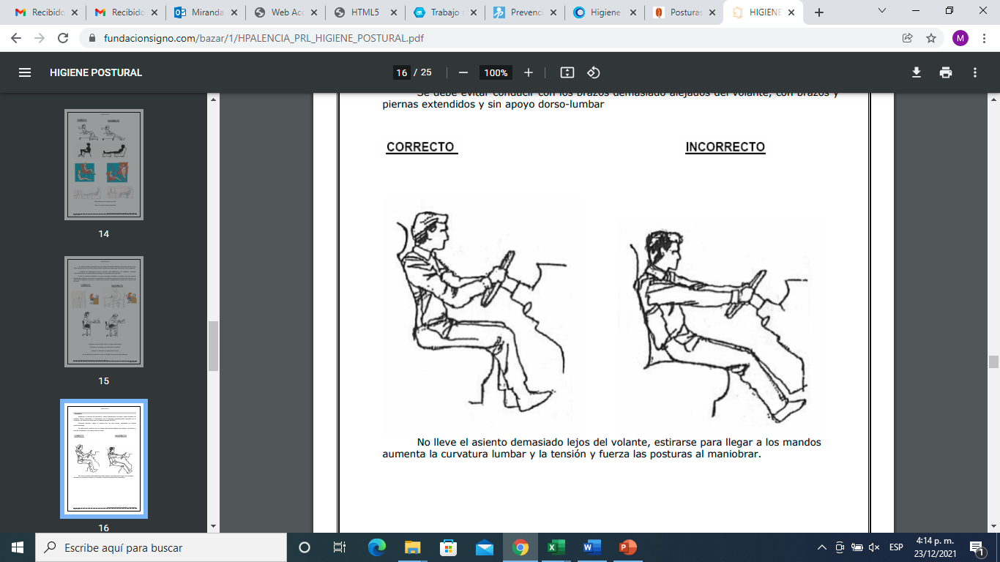 Recibido
Recibido
Miranda
Web Acc
HTML5
Trabajo s
Prevenc
Higiene
Posturas
HIGIENE
fundacionsigno.com/bazar/1/HPALENCIA_PRL_HIGIENE_POSTURAL.pdf
M
HIGIENE POSTURAL
16 / 25
100%
14
15
16
Se debe evitar conducir con los brazos demasiado alejados del volante, con brazos y
piernas extendidos y sin apoyo dorso-lumbar
CORRECTO
INCORRECTO
No lleve el asiento demasiado lejos del volante, estirarse para llegar a los mandos
aumenta la curvatura lumbar y la tensión y fuerza las posturas al maniobrar.
Escribe aquí para buscar
ESP
4:14 p. m.
23/12/2021
1